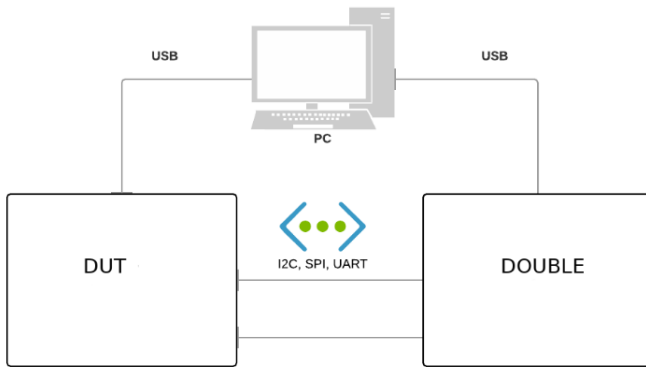 USB
USB
PC
I2C, SPI, UART
DUT
DOUBLE